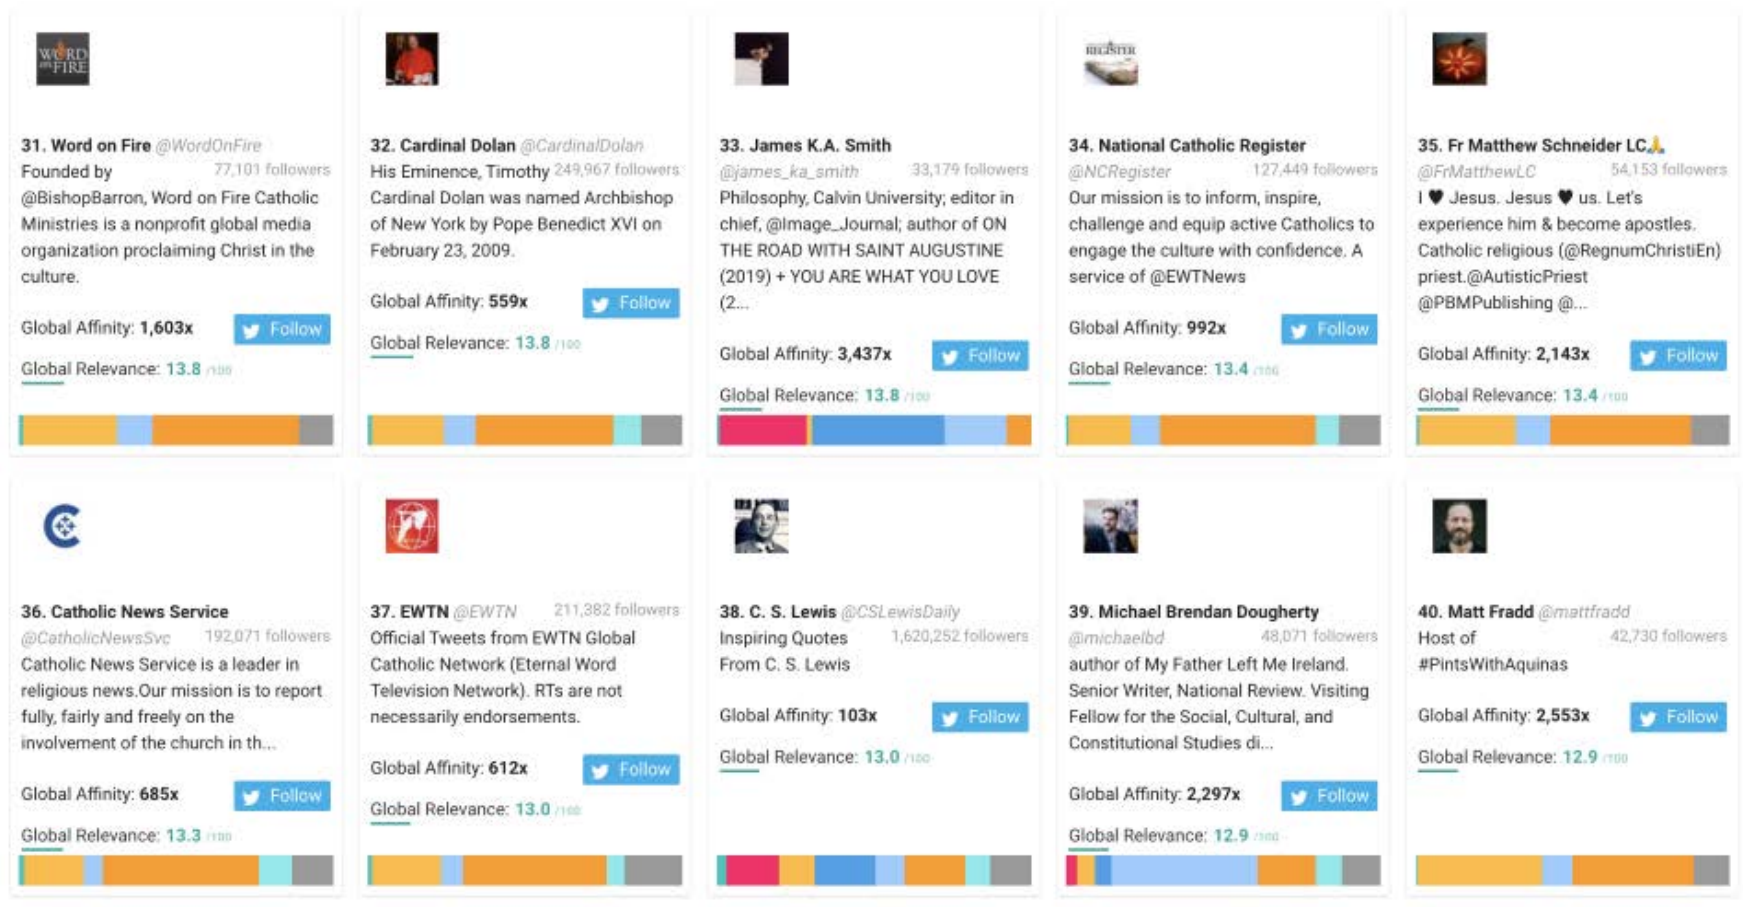 WORD
on FIRE
31. Word on Fire @WordOnFire
Founded by 77,101 followers
@BishopBarron, Word on Fire Catholic
Ministries is a nonprofit global media
organization proclaiming Christ in the
culture.
Global Affinity: 1,603x Follow
Global Relevance: 13.8 /100
32. Cardinal Dolan @CardinalDolan
His Eminence, Timothy 249,967 followers
Cardinal Dolan was named Archbishop
of New York by Pope Benedict XVI on
February 23, 2009.
Global Affinity: 559x Follow
Global Relevance: 13.8 /100
33. James K.A. Smith
@james_ka_smith 33,179 followers
Philosophy, Calvin University; editor in
chief, @Image_Journal; author of ON
THE ROAD WITH SAINT AUGUSTINE
(2019) + YOU ARE WHAT YOU LOVE
(2...
Global Affinity: 3,437x Follow
Global Relevance: 13.8 /100
REGISTER
34. National Catholic Register
@NCRegister 127,449 followers
Our mission is to inform, inspire,
challenge and equip active Catholics to
engage the culture with confidence. A
service of @EWTNews
Global Affinity: 992x Follow
Global Relevance: 13.4 /100
35. Fr Matthew Schneider LC🙏
@FrMatthewLC 54,153 followers
I ♥ Jesus. Jesus ♥ us. Let's
experience him & become apostles.
Catholic religious (@RegnumChristiEn)
priest.@AutisticPriest
@PBMPublishing @...
Global Affinity: 2,143x Follow
Global Relevance: 13.4 /100
36. Catholic News Service
@CatholicNewsSvc 192,071 followers
Catholic News Service is a leader in
religious news.Our mission is to report
fully, fairly and freely on the
involvement of the church in th...
Global Affinity: 685x Follow
Global Relevance: 13.3 /100
37. EWTN @EWTN 211,382 followers
Official Tweets from EWTN Global
Catholic Network (Eternal Word
Television Network). RTs are not
necessarily endorsements.
Global Affinity: 612x Follow
Global Relevance: 13.0 /100
38. C. S. Lewis @CSLewisDaily
Inspiring Quotes 1,620,252 followers
From C. S. Lewis
Global Affinity: 103x Follow
Global Relevance: 13.0 /100
39. Michael Brendan Dougherty
@michaelbd 48,071 followers
author of My Father Left Me Ireland.
Senior Writer, National Review. Visiting
Fellow for the Social, Cultural, and
Constitutional Studies di...
Global Affinity: 2,297x Follow
Global Relevance: 12.9 /100
40. Matt Fradd @mattfradd
Host of 42,730 followers
#PintsWithAquinas
Global Affinity: 2,553x Follow
Global Relevance: 12.9 /100